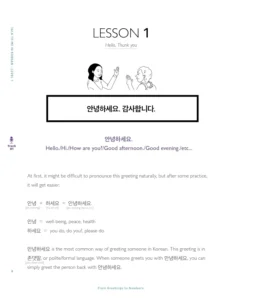 LESSON 1
Hello, Thank you
안녕하세요. 감사합니다.
안녕하세요.
Hello./Hi./How are you?/Good afternoon./Good evening./etc...
At first, it might be difficult to pronounce this greeting naturally, but after some practice,
it will get easier.
안녕 + 하세요 = 안녕하세요
안녕 = well-being, peace, health
하세요 = you do, do you?, please do
안녕하세요 is the most common way of greeting someone in Korean. This greeting is in
존댓말, or polite/formal language. When someone greets you with 안녕하세요, you can
simply greet the person back with 안녕하세요.